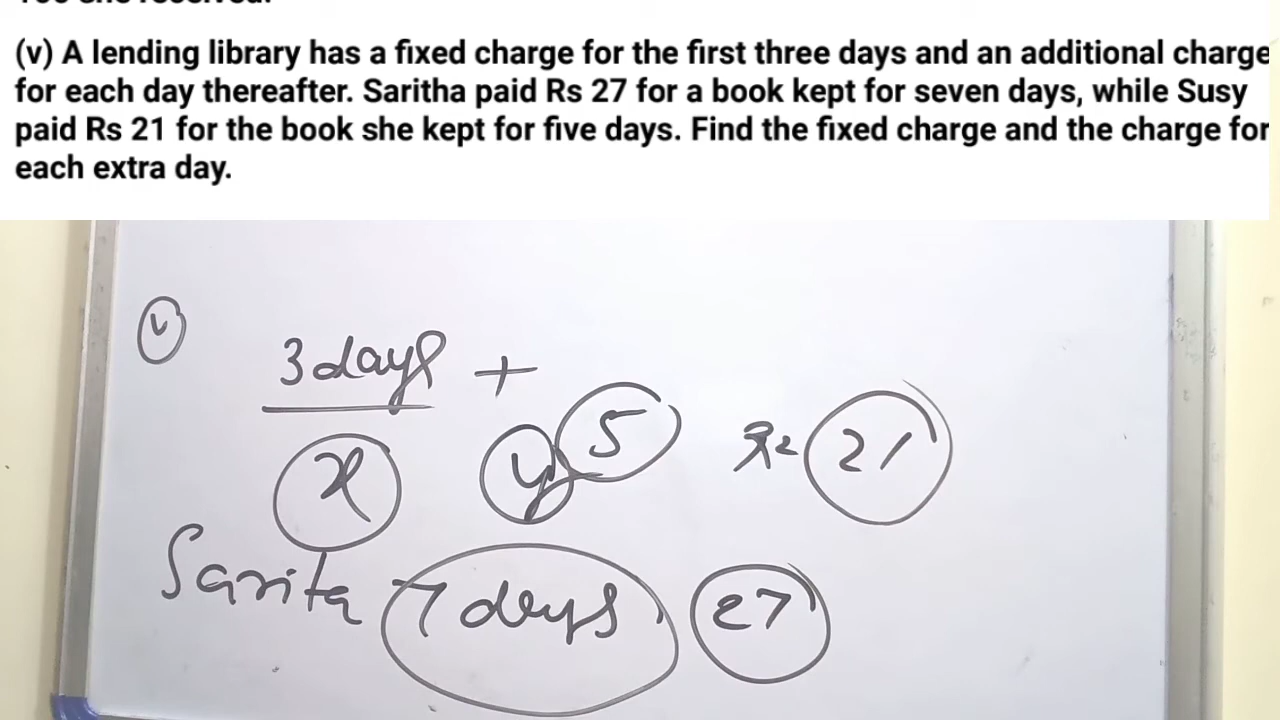 (v) A lending library has a fixed charge for the first three days and an additional charge
for each day thereafter. Saritha paid Rs 27 for a book kept for seven days, while Susy
paid Rs 21 for the book she kept for five days. Find the fixed charge and the charge for
each extra day.
v
3 days +
x y 5 21
Sarita 7 days 27